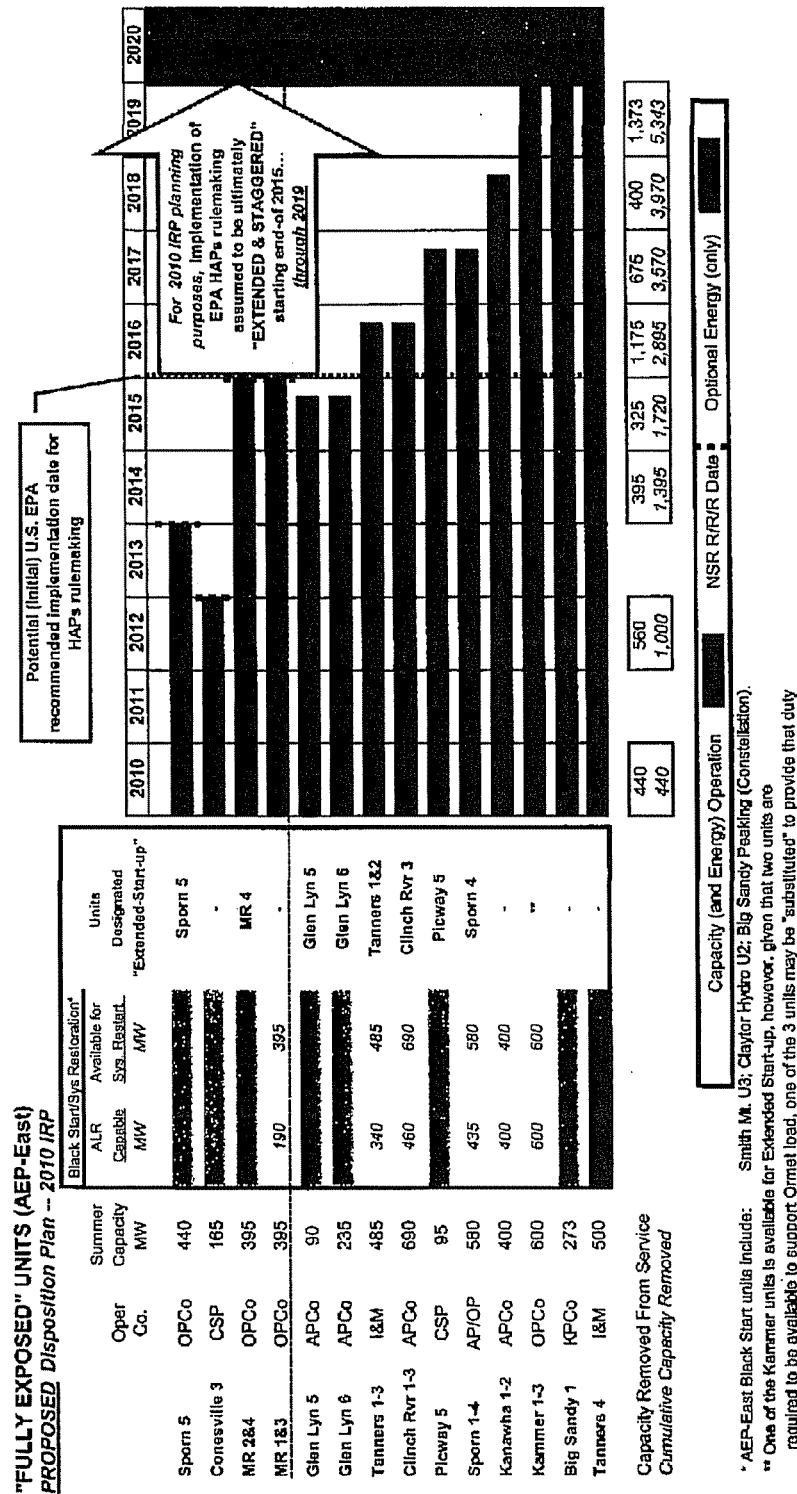 "FULLY EXPOSED" UNITS (AEP-East)
PROPOSED Disposition Plan -- 2010 IRP
Black Start/Sys Restoration*
Oper Co.
Summer Capacity MW
ALR Capable MW
Available for Sys. Restart MW
Units Designated "Extended-Start-up"
2010 2011 2012 2013 2014 2015 2016 2017 2018 2019 2020
Potential (Initial) U.S. EPA
recommended implementation date for
HAPs rulemaking
For 2010 IRP planning
purposes, implementation of
EPA HAPs rulemaking
assumed to be ultimately
"EXTENDED & STAGGERED"
starting end-of 2015...
through 2019
Sporn 5 OPCo 440 Sporn 5
Conesville 3 CSP 165 -
MR 2&4 OPCo 395 MR 4
MR 1&3 OPCo 395 190 395 -
Glen Lyn 5 APCo 90 Glen Lyn 5
Glen Lyn 6 APCo 235 Glen Lyn 6
Tanners 1-3 I&M 485 340 485 Tanners 1&2
Clinch Rvr 1-3 APCo 690 460 690 Clinch Rvr 3
Picway 5 CSP 95 Picway 5
Sporn 1-4 AP/OP 580 435 580 Sporn 4
Kanawha 1-2 APCo 400 400 400 -
Kammer 1-3 OPCo 600 600 600 **
Big Sandy 1 KPCo 273 -
Tanners 4 I&M 500 -
Capacity Removed From Service 440 560 395 325 1,175 675 400 1,373
Cumulative Capacity Removed 440 1,000 1,395 1,720 2,895 3,570 3,970 5,343
Capacity (and Energy) Operation NSR R/R/R Date Optional Energy (only)
* AEP-East Black Start units include: Smith Mt. U3; Claytor Hydro U2; Big Sandy Peaking (Constellation).
** One of the Kammer units is available for Extended Start-up, however, given that two units are
required to be available to support Ormet load, one of the 3 units may be "substituted" to provide that duty